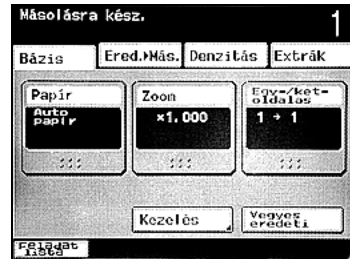 Másolásra kész.
1
Bázis
Ered.▸Más.
Denzitás
Extrák
Papír
Zoom
Egy-/két-
oldalas
Auto
papír
×1.000
1 → 1
Kezelés
Vegyes
eredeti
Feladat
lista